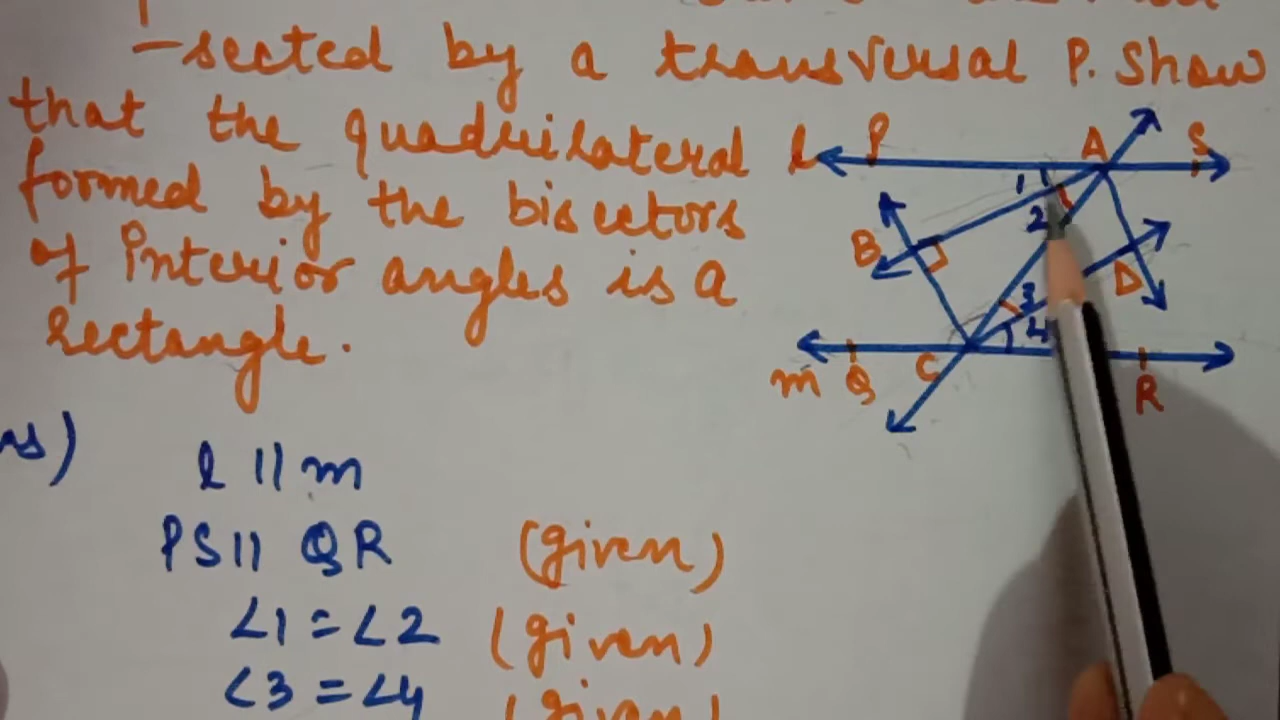 -sected by a transversal P. Show
that the quadrilateral
formed by the bisectors
of interior angles is a
rectangle.
l P A S
1
2
B
D
3
4
m Q C R
l || m
PS || QR (given)
∠1 = ∠2 (given)
∠3 = ∠4 (given)